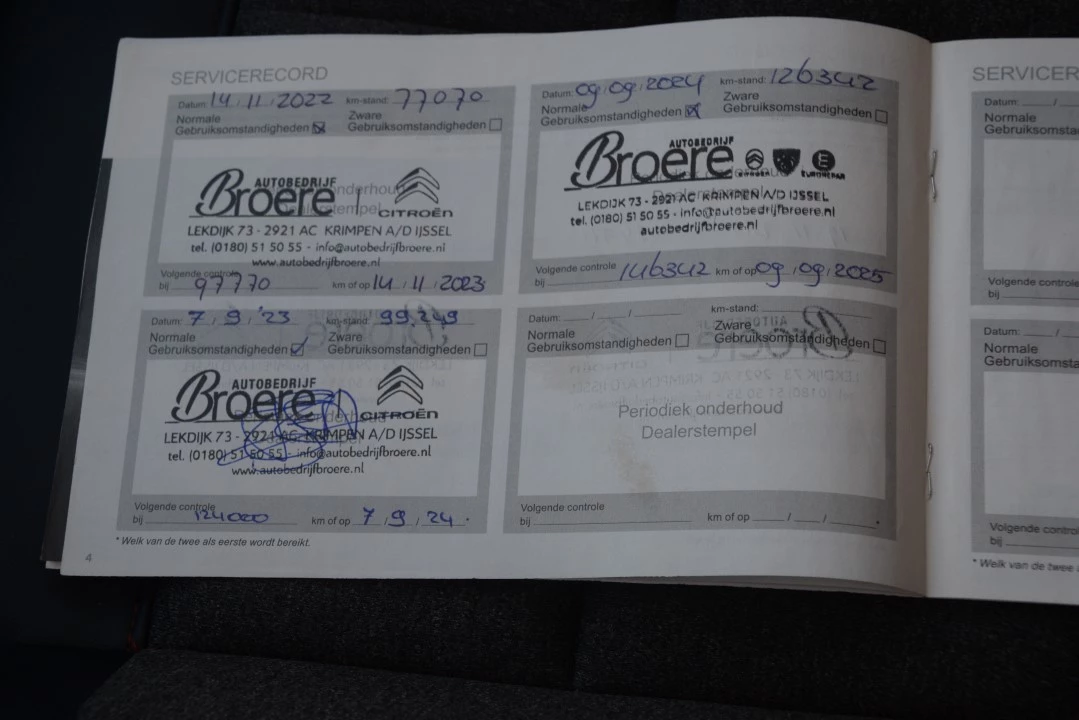 SERVICERECORD
Datum: 14 / 11 / 2022 km-stand: 77070
Normale Gebruiksomstandigheden Zware Gebruiksomstandigheden
AUTOBEDRIJF
Broere CITROËN
LEKDIJK 73 - 2921 AC KRIMPEN A/D IJSSEL
tel. (0180) 51 50 55 - info@autobedrijfbroere.nl
www.autobedrijfbroere.nl
Volgende controle
bij 97770 km of op 14 / 11 / 2023
Datum: 7 / 9 / '23 km-stand: 99,249
Normale Gebruiksomstandigheden Zware Gebruiksomstandigheden
AUTOBEDRIJF
Broere CITROËN
LEKDIJK 73 - 2921 AC KRIMPEN A/D IJSSEL
tel. (0180) 51 50 55 - info@autobedrijfbroere.nl
www.autobedrijfbroere.nl
Volgende controle
bij 124000 km of op 7 / 9 / 24 *
* Welk van de twee als eerste wordt bereikt.
4
Datum: 09 / 09 / 2024 km-stand: 126342
Normale Gebruiksomstandigheden Zware Gebruiksomstandigheden
AUTOBEDRIJF
Broere EUROREPAR
LEKDIJK 73 - 2921 AC KRIMPEN A/D IJSSEL
tel. (0180) 51 50 55 - info@autobedrijfbroere.nl
autobedrijfbroere.nl
Volgende controle
bij 146342 km of op 09 / 09 / 2025
Datum: / / km-stand:
Normale Gebruiksomstandigheden Zware Gebruiksomstandigheden
Periodiek onderhoud
Dealerstempel
Volgende controle
bij km of op / / *
SERVICER
Datum: /
Normale
Gebruiksomsta
Volgende controle
bij
Datum: /
Normale
Gebruiksomsta
Volgende controle
bij
* Welk van de twee